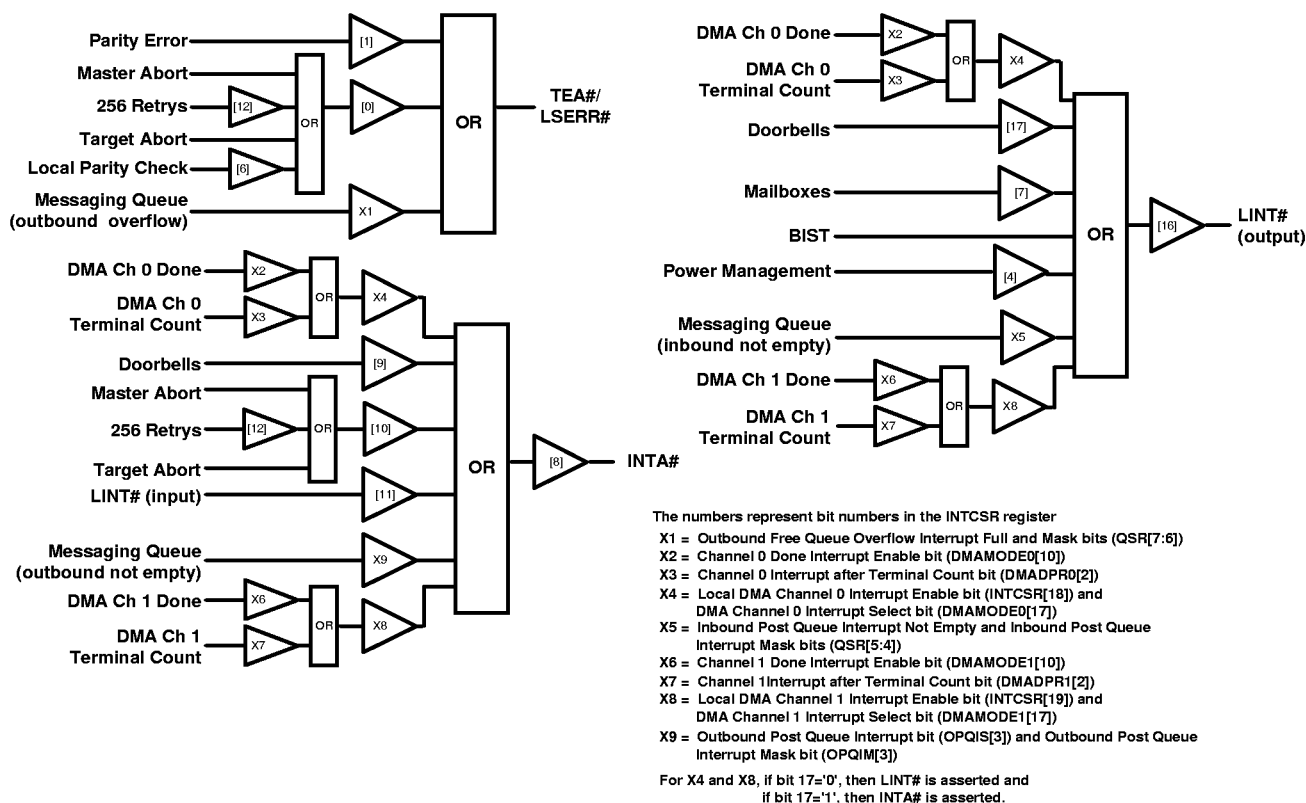 Parity Error
[1]
Master Abort
256 Retrys
[12]
OR
[0]
Target Abort
Local Parity Check
[6]
Messaging Queue
(outbound overflow)
X1
OR
TEA#/
LSERR#
DMA Ch 0 Done
X2
DMA Ch 0
Terminal Count
X3
OR
X4
Doorbells
[9]
Master Abort
256 Retrys
[12]
OR
[10]
Target Abort
LINT# (input)
[11]
Messaging Queue
(outbound not empty)
X9
DMA Ch 1 Done
X6
DMA Ch 1
Terminal Count
X7
OR
X8
OR
[8]
INTA#
DMA Ch 0 Done
X2
DMA Ch 0
Terminal Count
X3
OR
X4
Doorbells
[17]
Mailboxes
[7]
BIST
Power Management
[4]
Messaging Queue
(inbound not empty)
X5
DMA Ch 1 Done
X6
DMA Ch 1
Terminal Count
X7
OR
X8
OR
[16]
LINT#
(output)
The numbers represent bit numbers in the INTCSR register
X1 = Outbound Free Queue Overflow Interrupt Full and Mask bits (QSR[7:6])
X2 = Channel 0 Done Interrupt Enable bit (DMAMODE0[10])
X3 = Channel 0 Interrupt after Terminal Count bit (DMADPR0[2])
X4 = Local DMA Channel 0 Interrupt Enable bit (INTCSR[18]) and
DMA Channel 0 Interrupt Select bit (DMAMODE0[17])
X5 = Inbound Post Queue Interrupt Not Empty and Inbound Post Queue
Interrupt Mask bits (QSR[5:4])
X6 = Channel 1 Done Interrupt Enable bit (DMAMODE1[10])
X7 = Channel 1Interrupt after Terminal Count bit (DMADPR1[2])
X8 = Local DMA Channel 1 Interrupt Enable bit (INTCSR[19]) and
DMA Channel 1 Interrupt Select bit (DMAMODE1[17])
X9 = Outbound Post Queue Interrupt bit (OPQIS[3]) and Outbound Post Queue
Interrupt Mask bit (OPQIM[3])
For X4 and X8, if bit 17='0', then LINT# is asserted and
if bit 17='1', then INTA# is asserted.